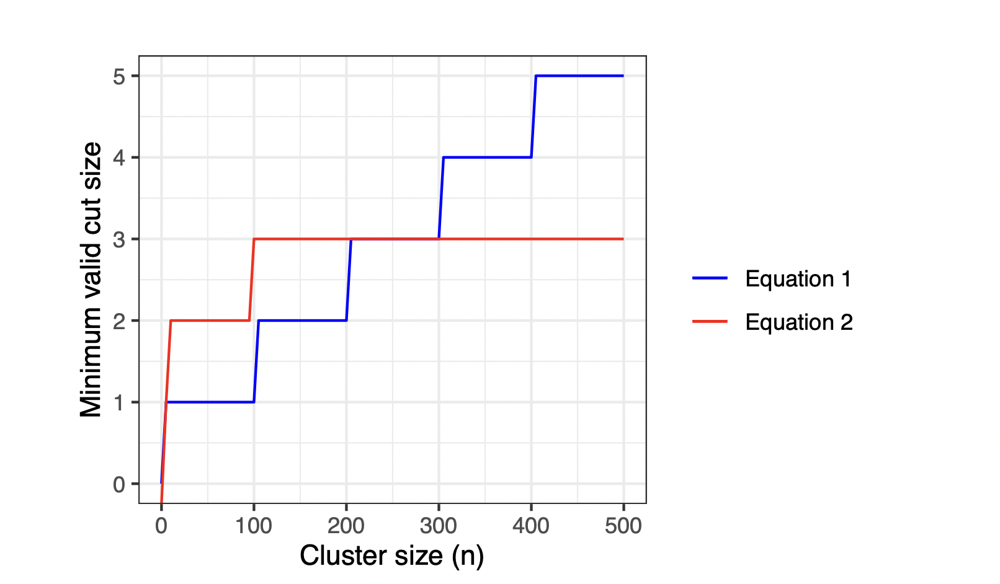 Minimum valid cut size
5
4
3
2
1
0
0 100 200 300 400 500
Cluster size (n)
Equation 1
Equation 2